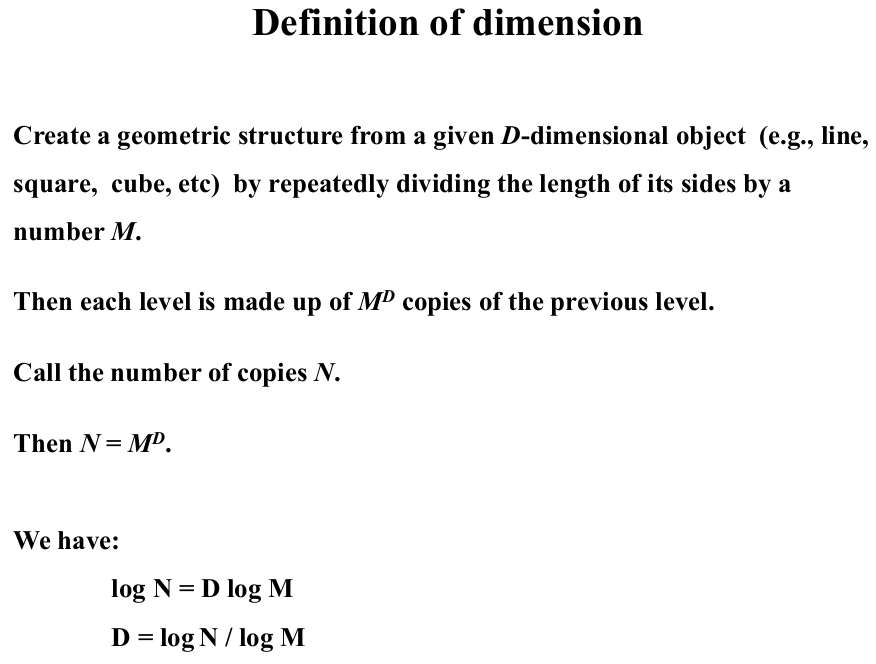 Definition of dimension
Create a geometric structure from a given D-dimensional object (e.g., line,
square, cube, etc) by repeatedly dividing the length of its sides by a
number M.
Then each level is made up of Mᴰ copies of the previous level.
Call the number of copies N.
Then N = Mᴰ.
We have:
log N = D log M
D = log N / log M